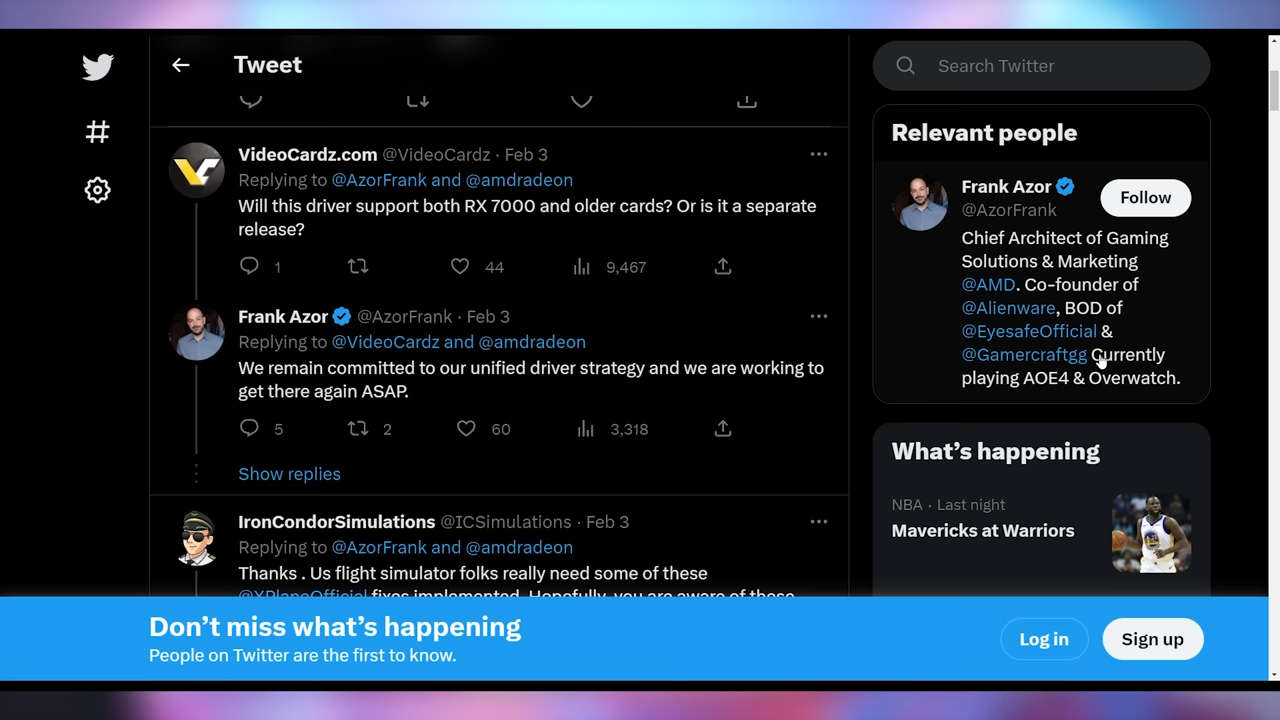 Tweet
VideoCardz.com @VideoCardz · Feb 3
Replying to @AzorFrank and @amdradeon
Will this driver support both RX 7000 and older cards? Or is it a separate
release?
1 44 9,467
Frank Azor @AzorFrank · Feb 3
Replying to @VideoCardz and @amdradeon
We remain committed to our unified driver strategy and we are working to
get there again ASAP.
5 2 60 3,318
Show replies
IronCondorSimulations @ICSimulations · Feb 3
Replying to @AzorFrank and @amdradeon
Thanks . Us flight simulator folks really need some of these
@XPlaneOfficial fixes implemented. Hopefully, you are aware of these
Search Twitter
Relevant people
Frank Azor
@AzorFrank
Follow
Chief Architect of Gaming
Solutions & Marketing
@AMD. Co-founder of
@Alienware, BOD of
@EyesafeOfficial &
@Gamercraftgg Currently
playing AOE4 & Overwatch.
What's happening
NBA · Last night
Mavericks at Warriors
Don't miss what's happening
People on Twitter are the first to know.
Log in
Sign up